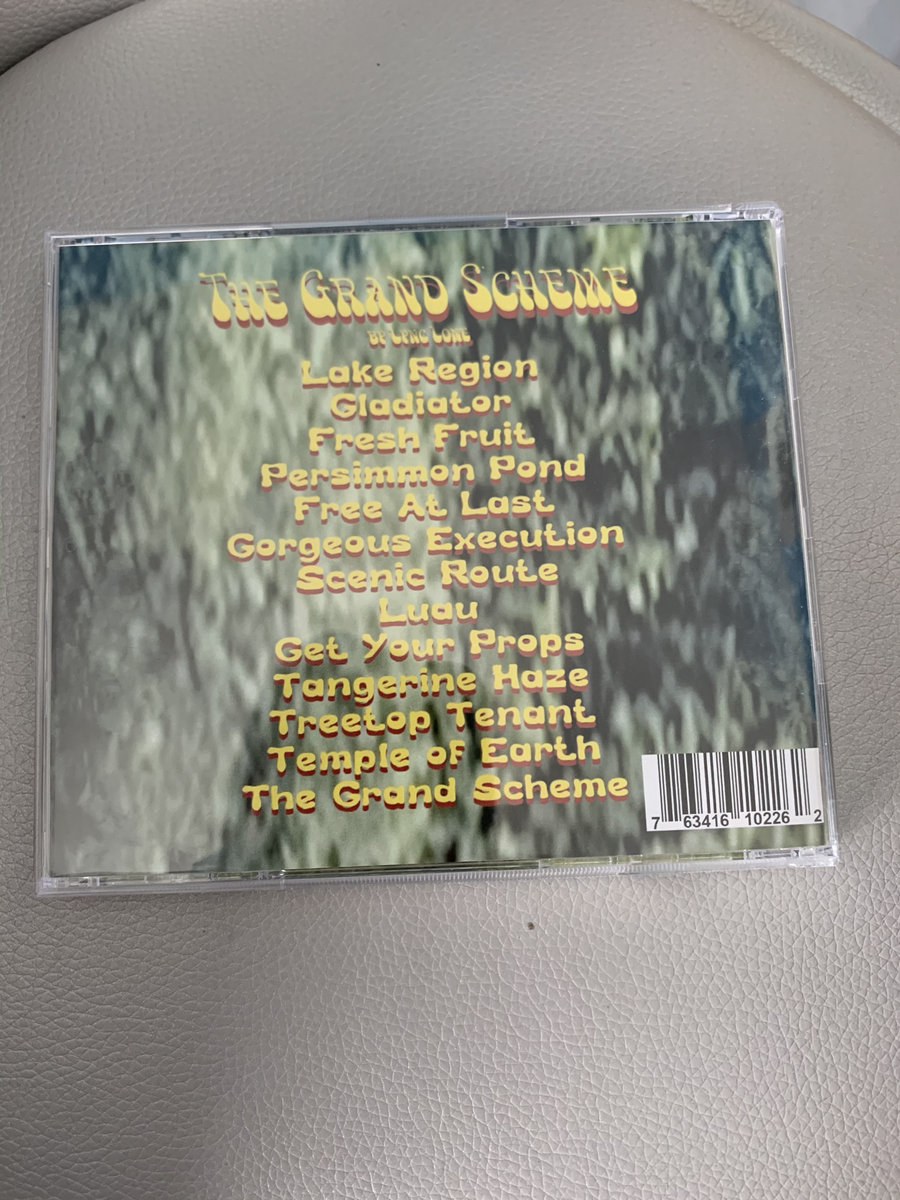 The Grand Scheme
By
Lake Region
Gladiator
Fresh Fruit
Persimmon Pond
Free At Last
Gorgeous Execution
Scenic Route
Luau
Get Your Props
Tangerine Haze
Treetop Tenant
Temple of Earth
The Grand Scheme
7 63416 10226 2